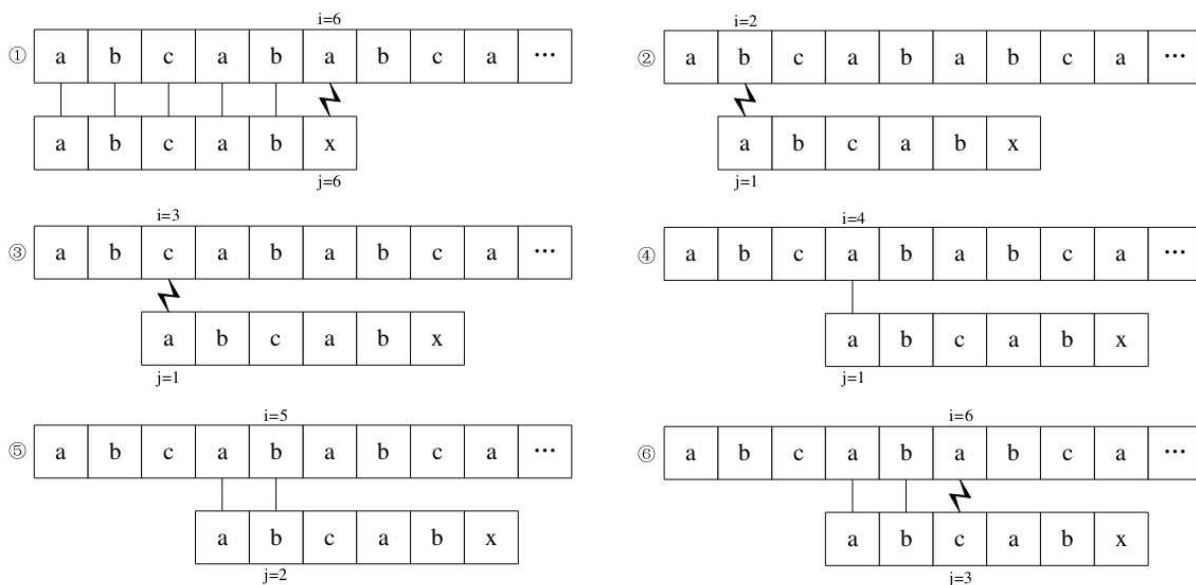 i=6
① a b c a b a b c a ···
a b c a b x
j=6
i=2
② a b c a b a b c a ···
a b c a b x
j=1
i=3
③ a b c a b a b c a ···
a b c a b x
j=1
i=4
④ a b c a b a b c a ···
a b c a b x
j=1
i=5
⑤ a b c a b a b c a ···
a b c a b x
j=2
i=6
⑥ a b c a b a b c a ···
a b c a b x
j=3